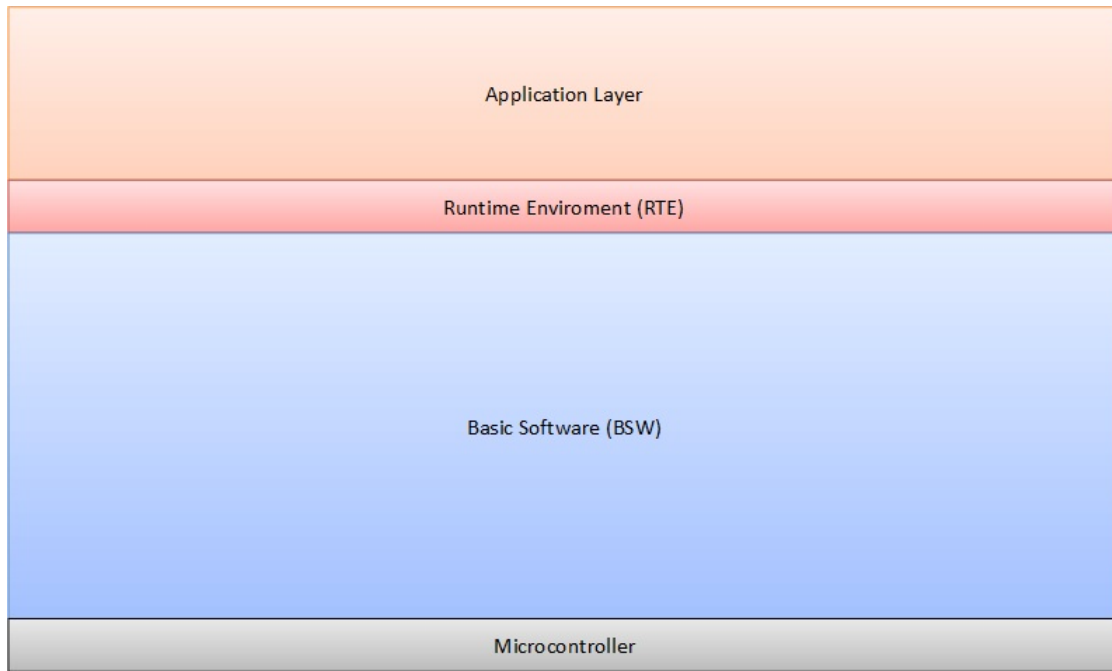 Application Layer
Runtime Enviroment (RTE)
Basic Software (BSW)
Microcontroller